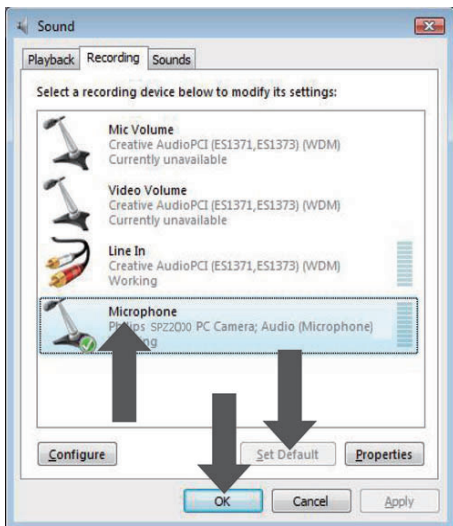 Sound
Playback Recording Sounds
Select a recording device below to modify its settings:
Mic Volume
Creative AudioPCI (ES1371,ES1373) (WDM)
Currently unavailable
Video Volume
Creative AudioPCI (ES1371,ES1373) (WDM)
Currently unavailable
Line In
Creative AudioPCI (ES1371,ES1373) (WDM)
Working
Microphone
Philips SPZ2000 PC Camera; Audio (Microphone)
Configure Set Default Properties
OK Cancel Apply